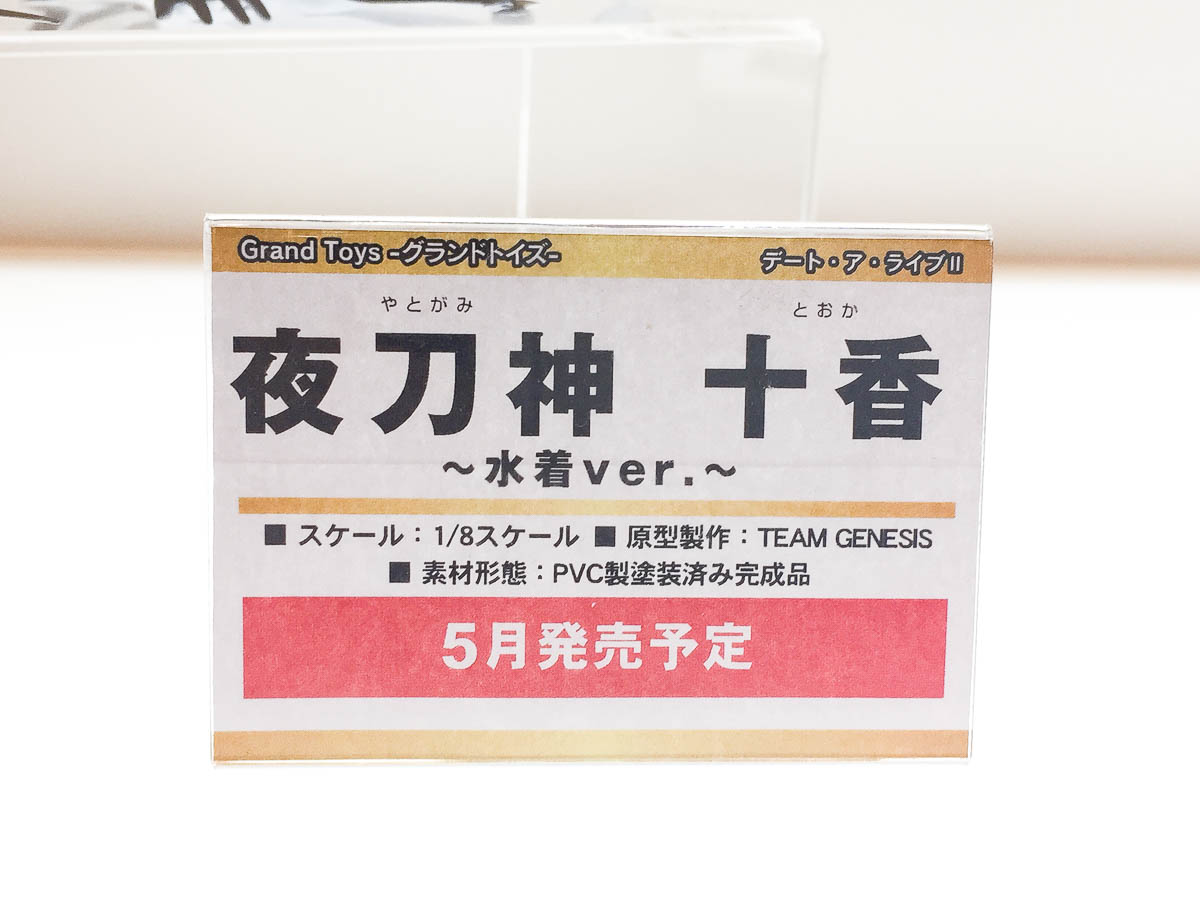 Grand Toys -グランドトイズ- デート・ア・ライブII
やとがみ とおか
夜刀神 十香
～水着ver.～
■ スケール：1/8スケール ■ 原型製作：TEAM GENESIS
■ 素材形態：PVC製塗装済み完成品
5月発売予定